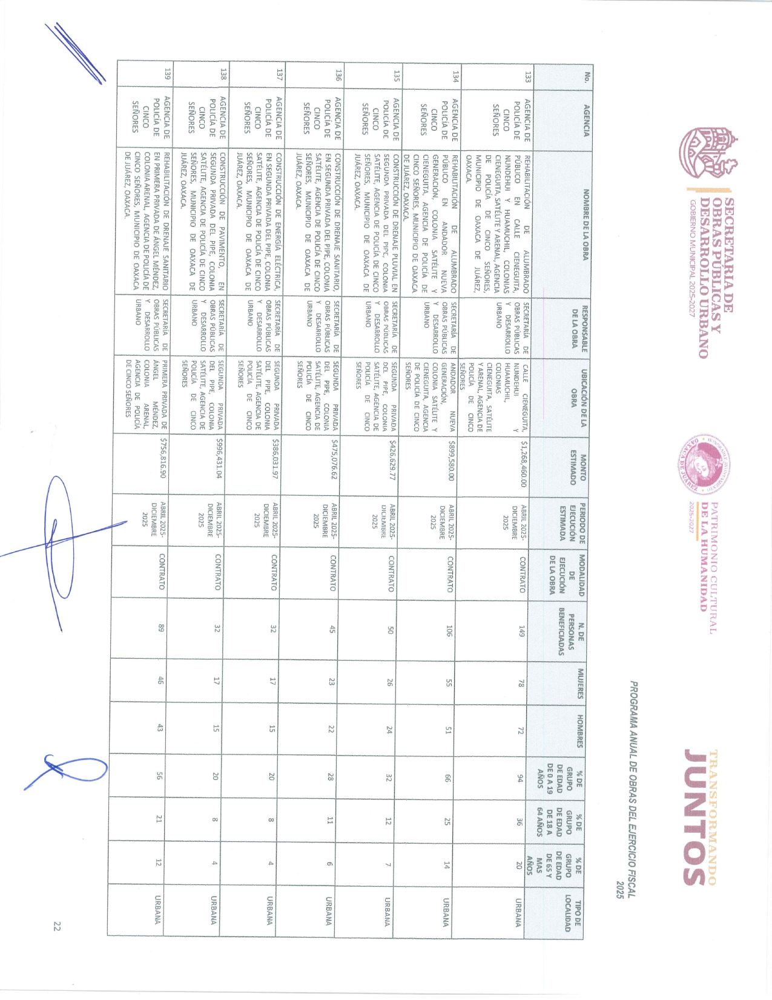 SECRETARIA DE
OBRAS PÚBLICAS Y
DESARROLLO URBANO
GOBIERNO MUNICIPAL 2025-2027
HONORABLE AYUNTAMIENTO
OAXACA DE JUÁREZ
PATRIMONIO CULTURAL
DE LA HUMANIDAD
2025-2027
TRANSFORMANDO
JUNTOS
PROGRAMA ANUAL DE OBRAS DEL EJERCICIO FISCAL
2025
No. AGENCIA NOMBRE DE LA OBRA RESPONSABLE DE LA OBRA UBICACIÓN DE LA OBRA MONTO ESTIMADO PERIODO DE EJECUCIÓN ESTIMADA MODALIDAD DE EJECUCIÓN DE LA OBRA N. DE PERSONAS BENEFICIADAS MUJERES HOMBRES % DE GRUPO DE EDAD DE 0 A 19 AÑOS % DE GRUPO DE EDAD DE 18 A 64 AÑOS % DE GRUPO DE EDAD DE 65 Y MAS AÑOS TIPO DE LOCALIDAD
133 AGENCIA DE POLICÍA DE CINCO SEÑORES REHABILITACIÓN DE ALUMBRADO PÚBLICO EN CALLE CIENEGUITA, NUNDEHUI Y HUAMUCHIL, COLONIAS CIENEGUITA, SATÉLITE Y ARENAL, AGENCIA DE POLICÍA DE CINCO SEÑORES, MUNICIPIO DE OAXACA DE JUÁREZ, OAXACA. SECRETARÍA DE OBRAS PÚBLICAS Y DESARROLLO URBANO CALLE CIENEGUITA, NUNDEHUI Y HUAMUCHIL, COLONIAS CIENEGUITA, SATÉLITE Y ARENAL, AGENCIA DE POLICÍA DE CINCO SEÑORES $1,268,460.00 ABRIL 2025-DICIEMBRE 2025 CONTRATO 149 78 72 94 36 20 URBANA
134 AGENCIA DE POLICÍA DE CINCO SEÑORES REHABILITACIÓN DE ALUMBRADO PÚBLICO EN ANDADOR NUEVA GENERACIÓN, COLONIA SATÉLITE Y CIENEGUITA, AGENCIA DE POLICÍA DE CINCO SEÑORES, MUNICIPIO DE OAXACA DE JUÁREZ, OAXACA. SECRETARÍA DE OBRAS PÚBLICAS Y DESARROLLO URBANO ANDADOR NUEVA GENERACIÓN, COLONIA SATÉLITE Y CIENEGUITA, AGENCIA DE POLICÍA DE CINCO SEÑORES $899,580.00 ABRIL 2025-DICIEMBRE 2025 CONTRATO 106 55 51 66 25 14 URBANA
135 AGENCIA DE POLICÍA DE CINCO SEÑORES CONSTRUCCIÓN DE DRENAJE PLUVIAL EN SEGUNDA PRIVADA DEL PIPE, COLONIA SATÉLITE, AGENCIA DE POLICÍA DE CINCO SEÑORES, MUNICIPIO DE OAXACA DE JUÁREZ, OAXACA. SECRETARÍA DE OBRAS PÚBLICAS Y DESARROLLO URBANO SEGUNDA PRIVADA DEL PIPE, COLONIA SATÉLITE, AGENCIA DE POLICÍA DE CINCO SEÑORES $426,629.77 ABRIL 2025-DICIEMBRE 2025 CONTRATO 50 26 24 32 12 7 URBANA
136 AGENCIA DE POLICÍA DE CINCO SEÑORES CONSTRUCCIÓN DE DRENAJE SANITARIO, EN SEGUNDA PRIVADA DEL PIPE, COLONIA SATÉLITE, AGENCIA DE POLICÍA DE CINCO SEÑORES, MUNICIPIO DE OAXACA DE JUÁREZ, OAXACA. SECRETARÍA DE OBRAS PÚBLICAS Y DESARROLLO URBANO SEGUNDA PRIVADA DEL PIPE, COLONIA SATÉLITE, AGENCIA DE POLICÍA DE CINCO SEÑORES $475,076.62 ABRIL 2025-DICIEMBRE 2025 CONTRATO 45 23 22 28 11 6 URBANA
137 AGENCIA DE POLICÍA DE CINCO SEÑORES CONSTRUCCIÓN DE ENERGÍA ELÉCTRICA, EN SEGUNDA PRIVADA DEL PIPE, COLONIA SATÉLITE, AGENCIA DE POLICÍA DE CINCO SEÑORES, MUNICIPIO DE OAXACA DE JUÁREZ, OAXACA. SECRETARÍA DE OBRAS PÚBLICAS Y DESARROLLO URBANO SEGUNDA PRIVADA DEL PIPE, COLONIA SATÉLITE, AGENCIA DE POLICÍA DE CINCO SEÑORES $386,031.97 ABRIL 2025-DICIEMBRE 2025 CONTRATO 32 17 15 20 8 4 URBANA
138 AGENCIA DE POLICÍA DE CINCO SEÑORES CONSTRUCCIÓN DE PAVIMENTO, EN SEGUNDA PRIVADA DEL PIPE, COLONIA SATÉLITE, AGENCIA DE POLICÍA DE CINCO SEÑORES, MUNICIPIO DE OAXACA DE JUÁREZ, OAXACA. SECRETARÍA DE OBRAS PÚBLICAS Y DESARROLLO URBANO SEGUNDA PRIVADA DEL PIPE, COLONIA SATÉLITE, AGENCIA DE POLICÍA DE CINCO SEÑORES $996,431.04 ABRIL 2025-DICIEMBRE 2025 CONTRATO 32 17 15 20 8 4 URBANA
139 AGENCIA DE POLICÍA DE CINCO SEÑORES REHABILITACIÓN DE DRENAJE SANITARIO EN PRIMERA PRIVADA DE ÁNGEL MÉNDEZ, COLONIA ARENAL, AGENCIA DE POLICÍA DE CINCO SEÑORES, MUNICIPIO DE OAXACA DE JUÁREZ, OAXACA. SECRETARÍA DE OBRAS PÚBLICAS Y DESARROLLO URBANO PRIMERA PRIVADA DE ÁNGEL MÉNDEZ, COLONIA ARENAL, AGENCIA DE POLICÍA DE CINCO SEÑORES $756,816.90 ABRIL 2025-DICIEMBRE 2025 CONTRATO 89 46 43 56 21 12 URBANA
22